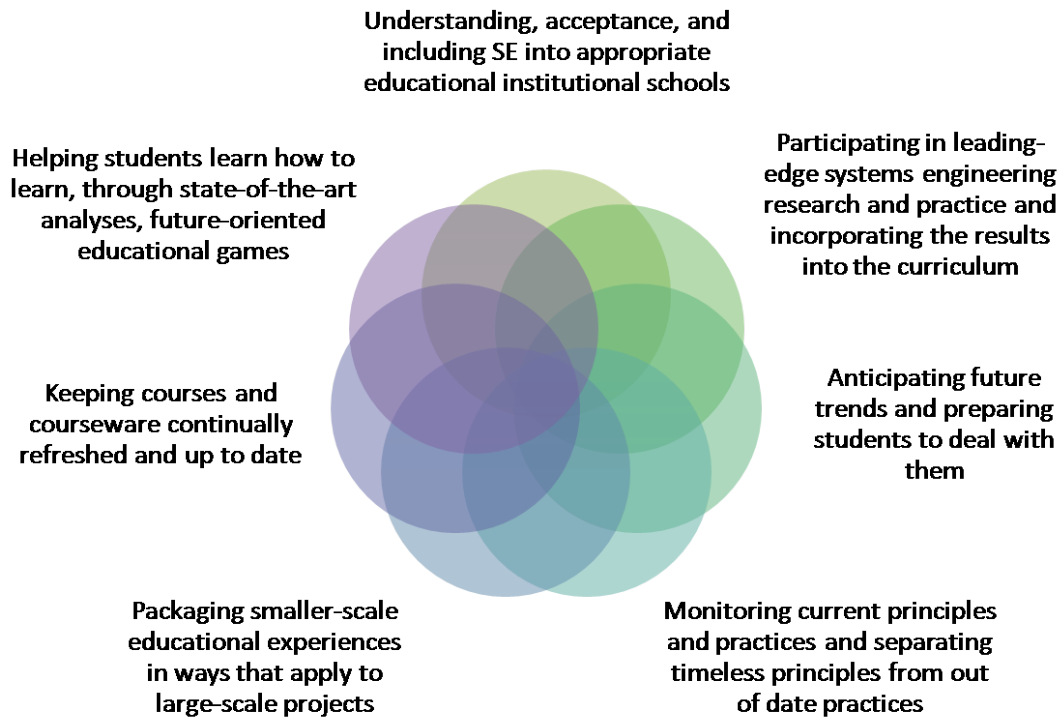 Understanding, acceptance, and
including SE into appropriate
educational institutional schools
Participating in leading-
edge systems engineering
research and practice and
incorporating the results
into the curriculum
Anticipating future
trends and preparing
students to deal with
them
Monitoring current principles
and practices and separating
timeless principles from out
of date practices
Packaging smaller-scale
educational experiences
in ways that apply to
large-scale projects
Keeping courses and
courseware continually
refreshed and up to date
Helping students learn how to
learn, through state-of-the-art
analyses, future-oriented
educational games